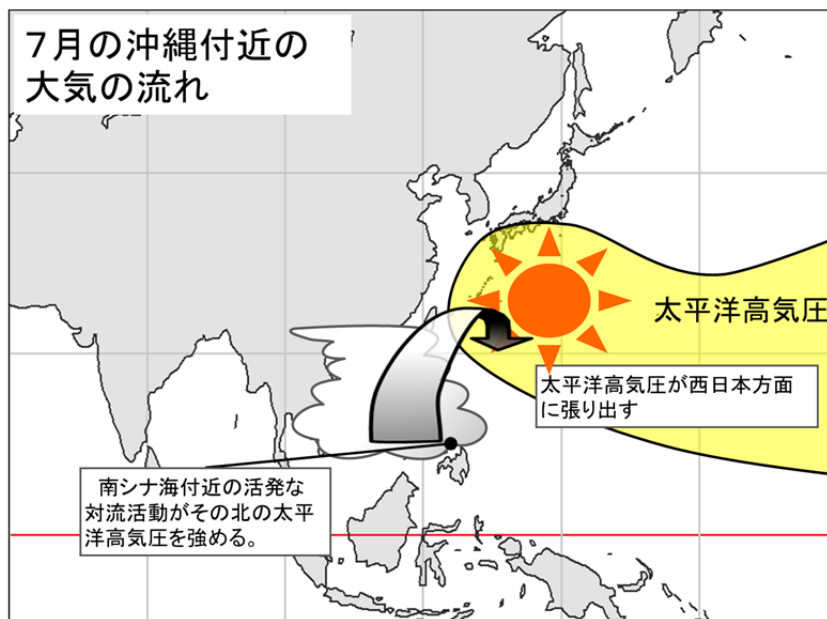 7月の沖縄付近の
大気の流れ
太平洋高気圧
太平洋高気圧が西日本方面
に張り出す
南シナ海付近の活発な
対流活動がその北の太平
洋高気圧を強める。